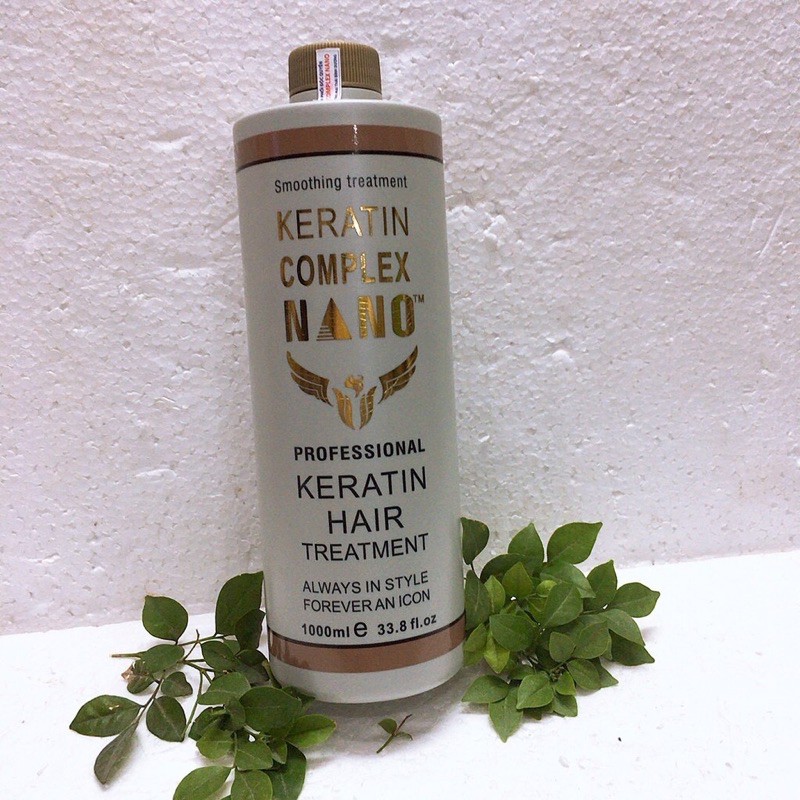 Smoothing treatment
KERATIN
COMPLEX
NANO™
PROFESSIONAL
KERATIN
HAIR
TREATMENT
ALWAYS IN STYLE
FOREVER AN ICON
1000ml e 33.8 fl.oz